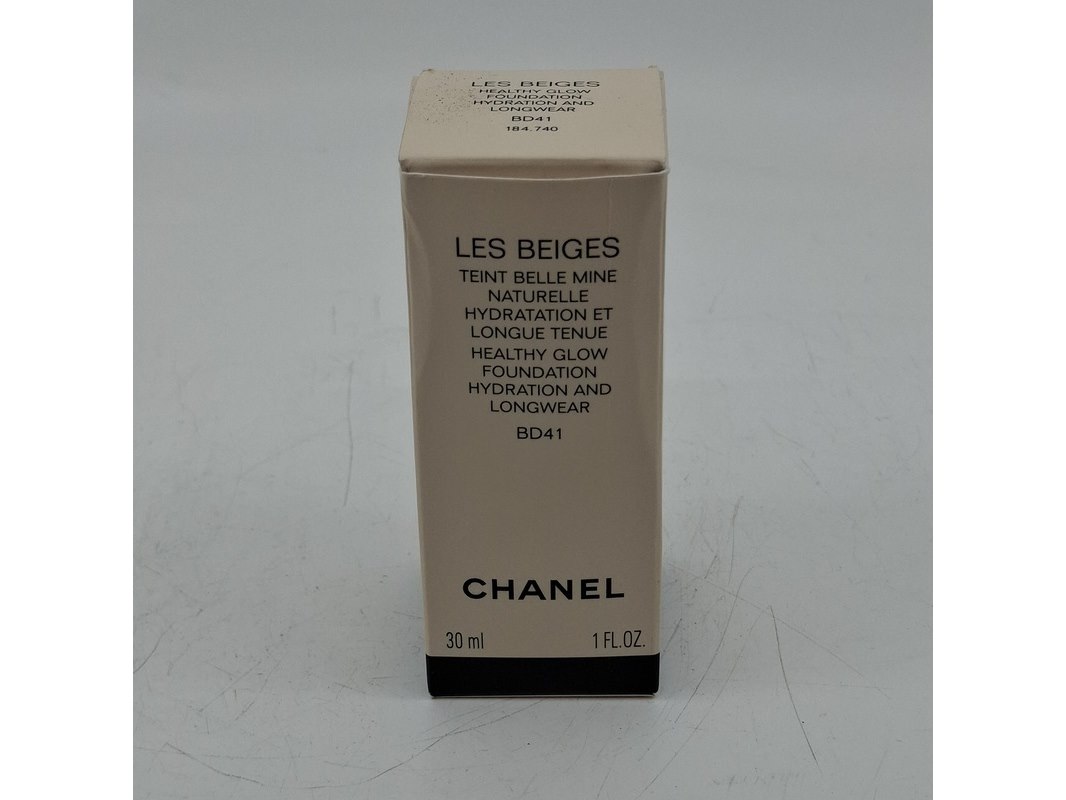 LES BEIGES
HEALTHY GLOW
FOUNDATION
HYDRATION AND
LONGWEAR
BD41
184.740
LES BEIGES
TEINT BELLE MINE
NATURELLE
HYDRATATION ET
LONGUE TENUE
HEALTHY GLOW
FOUNDATION
HYDRATION AND
LONGWEAR
BD41
CHANEL
30 ml 1 FL.OZ.